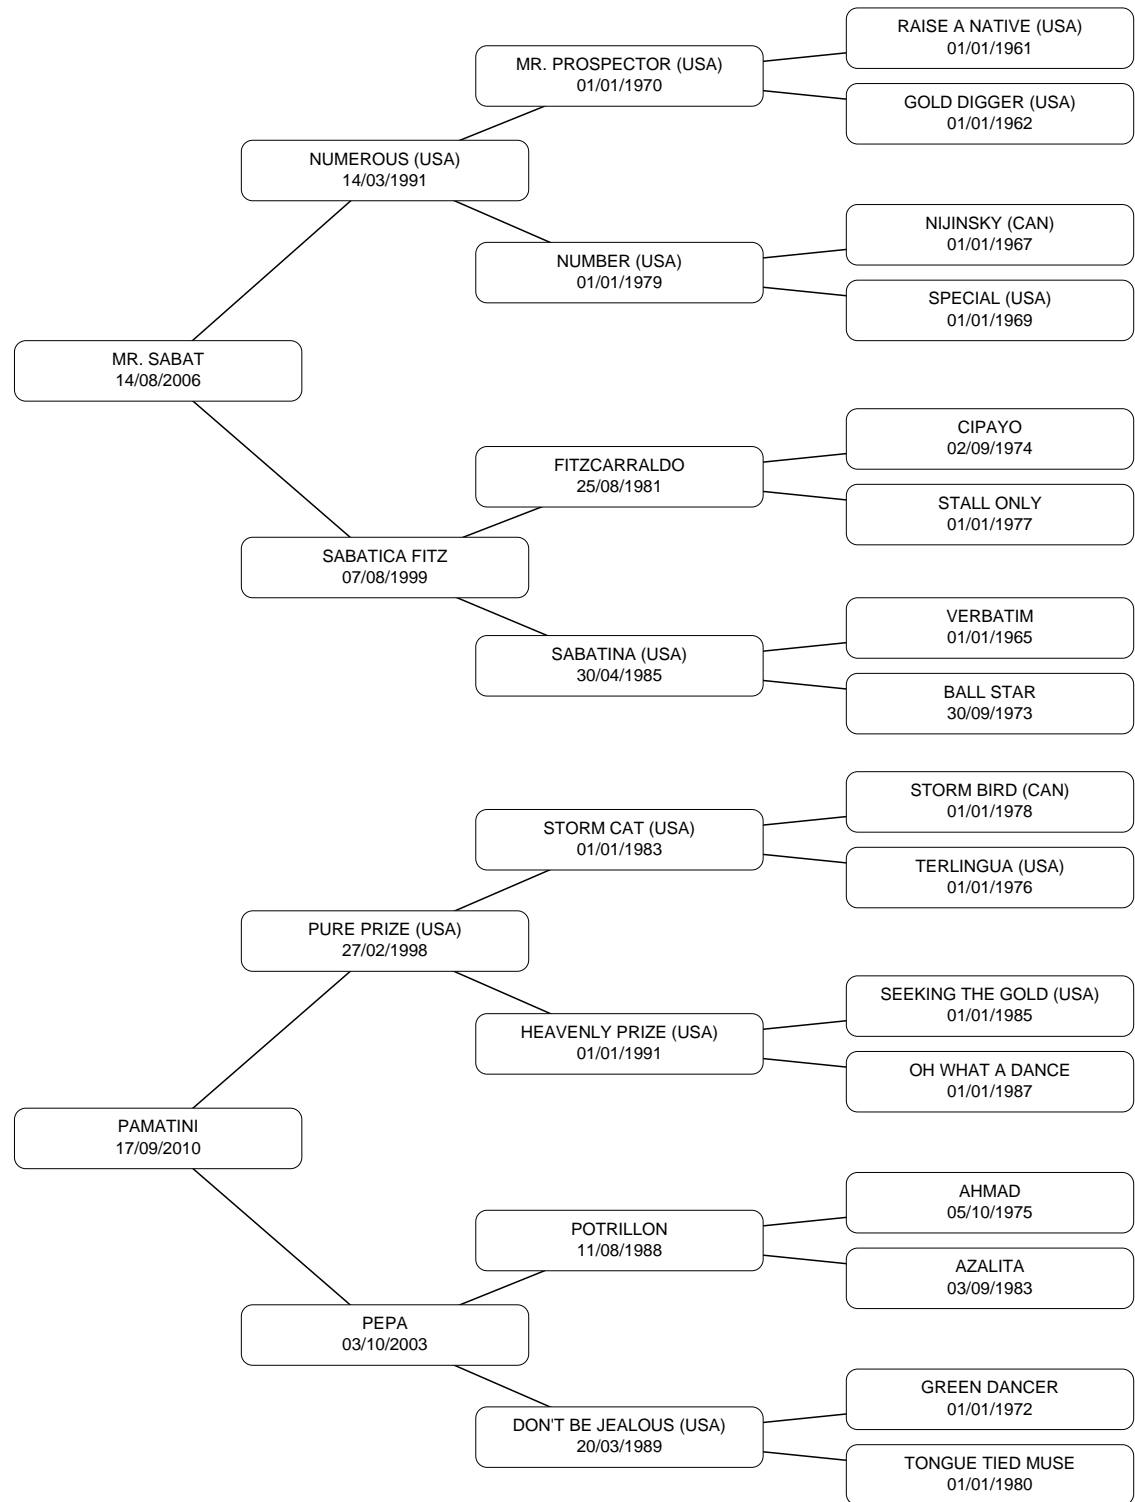 RAISE A NATIVE (USA)
01/01/1961
MR. PROSPECTOR (USA)
01/01/1970
GOLD DIGGER (USA)
01/01/1962
NUMEROUS (USA)
14/03/1991
NIJINSKY (CAN)
01/01/1967
NUMBER (USA)
01/01/1979
SPECIAL (USA)
01/01/1969
MR. SABAT
14/08/2006
CIPAYO
02/09/1974
FITZCARRALDO
25/08/1981
STALL ONLY
01/01/1977
SABATICA FITZ
07/08/1999
VERBATIM
01/01/1965
SABATINA (USA)
30/04/1985
BALL STAR
30/09/1973
STORM BIRD (CAN)
01/01/1978
STORM CAT (USA)
01/01/1983
TERLINGUA (USA)
01/01/1976
PURE PRIZE (USA)
27/02/1998
SEEKING THE GOLD (USA)
01/01/1985
HEAVENLY PRIZE (USA)
01/01/1991
OH WHAT A DANCE
01/01/1987
PAMATINI
17/09/2010
AHMAD
05/10/1975
POTRILLON
11/08/1988
AZALITA
03/09/1983
PEPA
03/10/2003
GREEN DANCER
01/01/1972
DON'T BE JEALOUS (USA)
20/03/1989
TONGUE TIED MUSE
01/01/1980